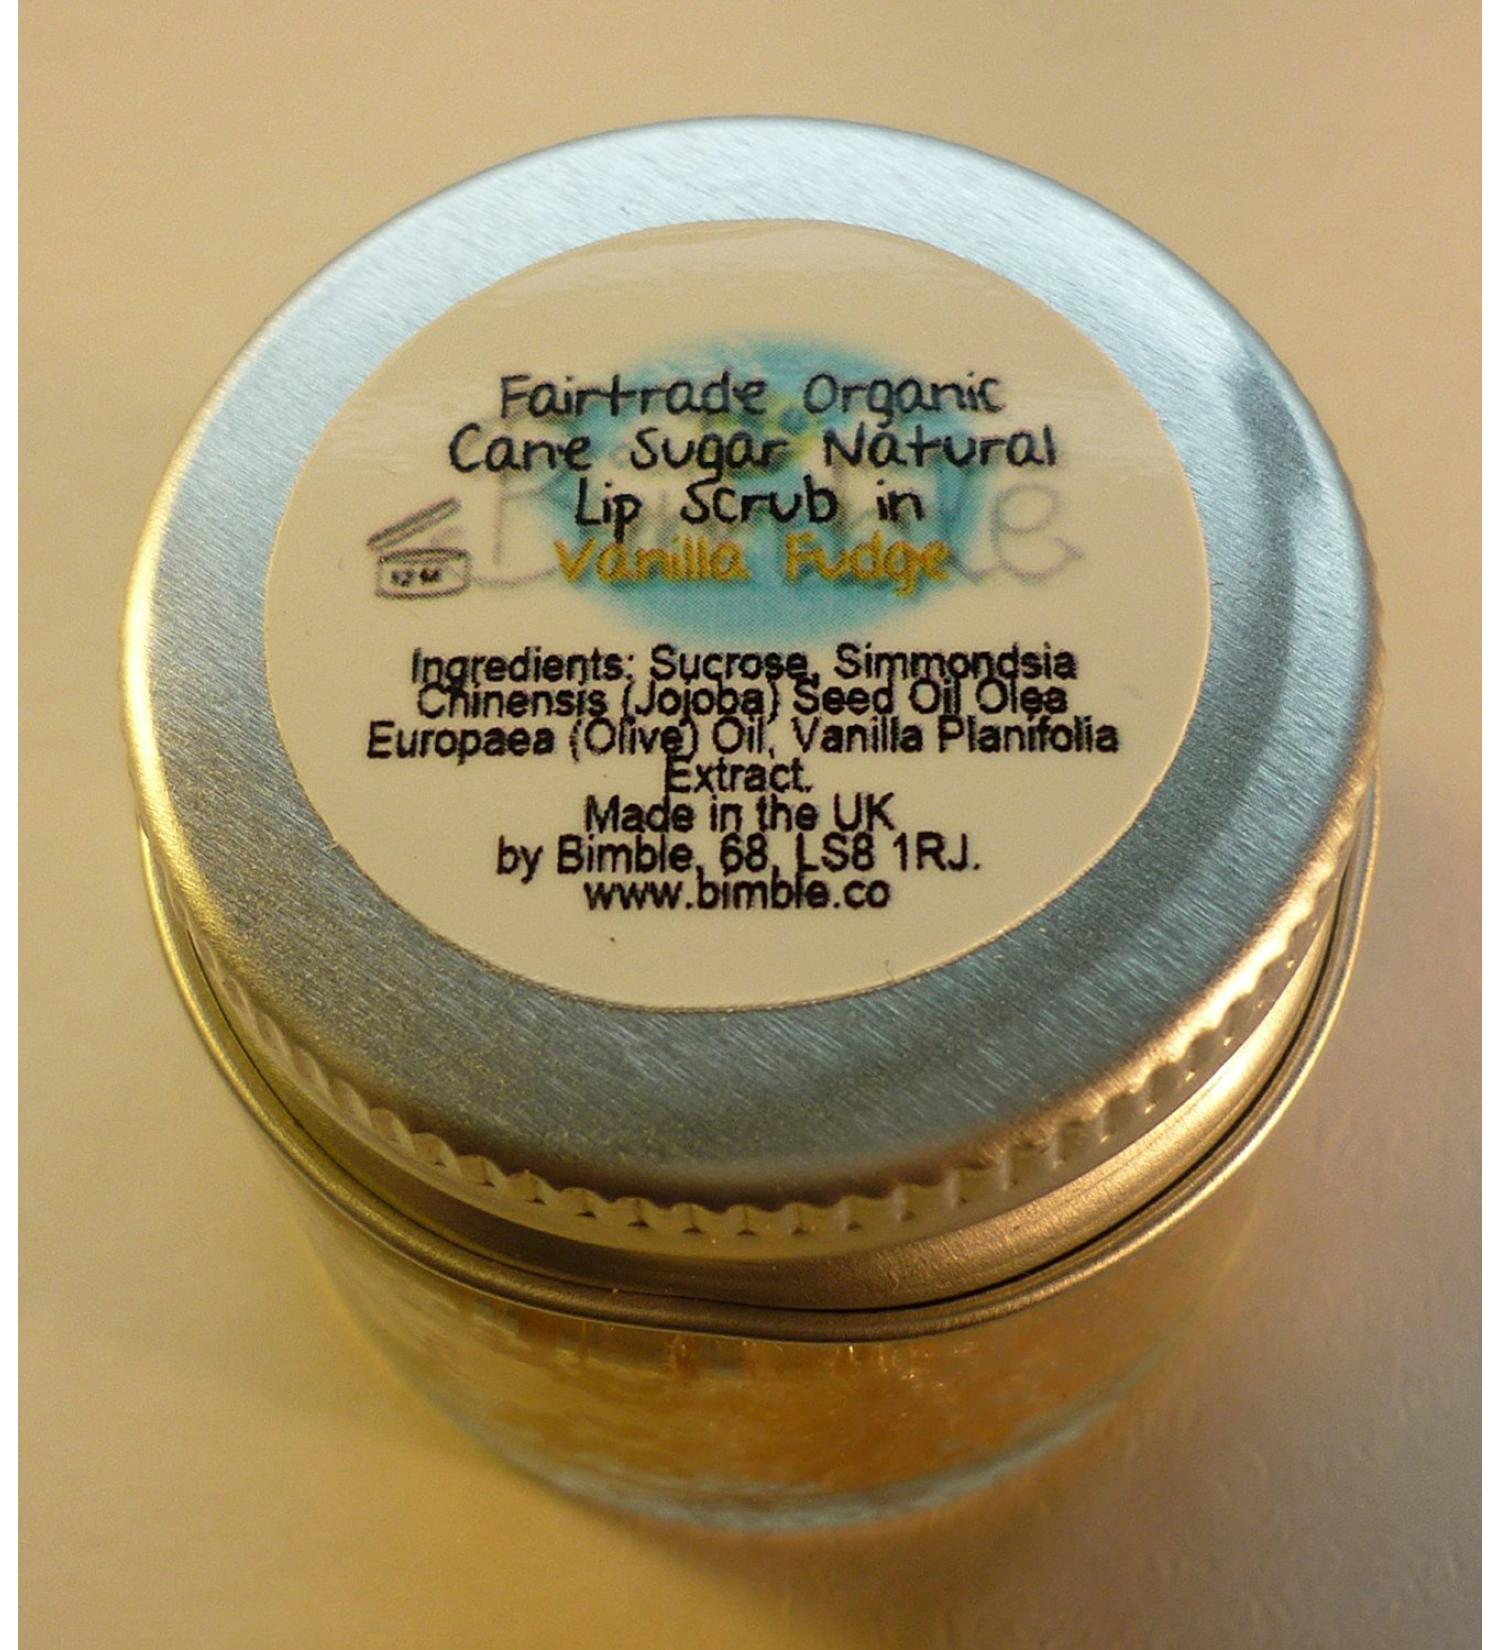 Fairtrade Organic
Cane Sugar Natural
Lip Scrub in
Vanilla Fudge
12 M
Ingredients: Sucrose, Simmondsia
Chinensis (Jojoba) Seed Oil Olea
Europaea (Olive) Oil, Vanilla Planifolia
Extract.
Made in the UK
by Bimble, 68, LS8 1RJ.
www.bimble.co